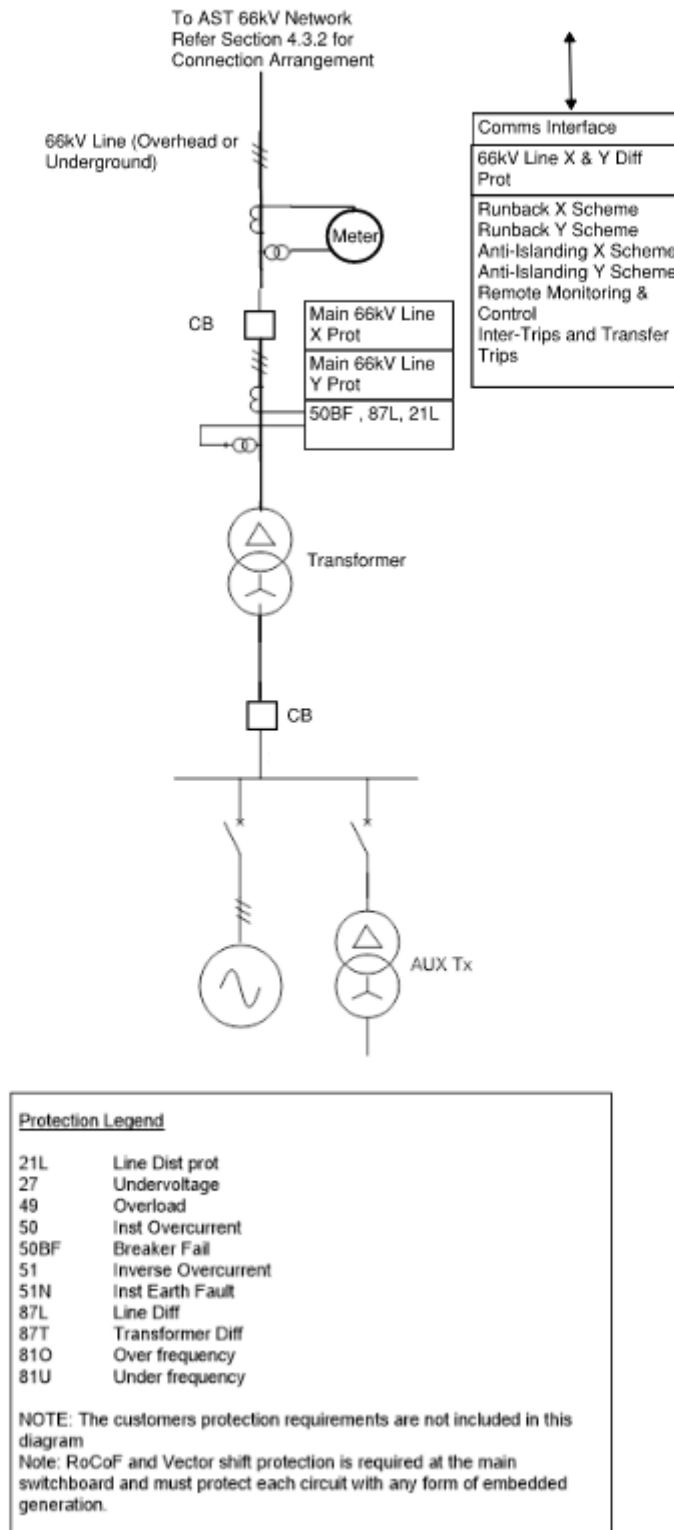 To AST 66kV Network
Refer Section 4.3.2 for
Connection Arrangement
66kV Line (Overhead or
Underground)
Meter
Comms Interface
66kV Line X & Y Diff
Prot
Runback X Scheme
Runback Y Scheme
Anti-Islanding X Scheme
Anti-Islanding Y Scheme
Remote Monitoring &
Control
Inter-Trips and Transfer
Trips
CB
Main 66kV Line
X Prot
Main 66kV Line
Y Prot
50BF , 87L, 21L
Transformer
CB
AUX Tx
Protection Legend
21L Line Dist prot
27 Undervoltage
49 Overload
50 Inst Overcurrent
50BF Breaker Fail
51 Inverse Overcurrent
51N Inst Earth Fault
87L Line Diff
87T Transformer Diff
81O Over frequency
81U Under frequency
NOTE: The customers protection requirements are not included in this
diagram
Note: RoCoF and Vector shift protection is required at the main
switchboard and must protect each circuit with any form of embedded
generation.